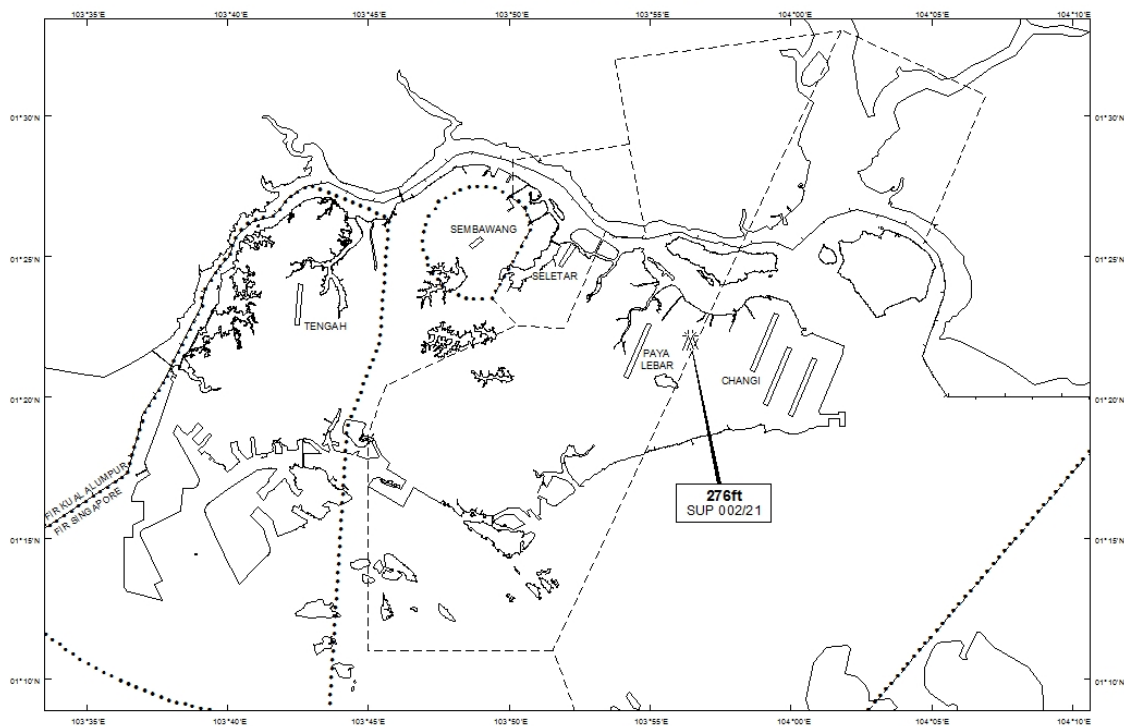 103°35'E 103°40'E 103°45'E 103°50'E 103°55'E 104°00'E 104°05'E 104°10'E
01°30'N 01°30'N
SEMBAWANG
01°25'N 01°25'N
SELETAR
TENGAH
PAYA
LEBAR
CHANGI
01°20'N 01°20'N
FIR KUALA LUMPUR
FIR SINGAPORE
276ft
SUP 002/21
01°15'N 01°15'N
01°10'N 01°10'N
103°35'E 103°40'E 103°45'E 103°50'E 103°55'E 104°00'E 104°05'E 104°10'E